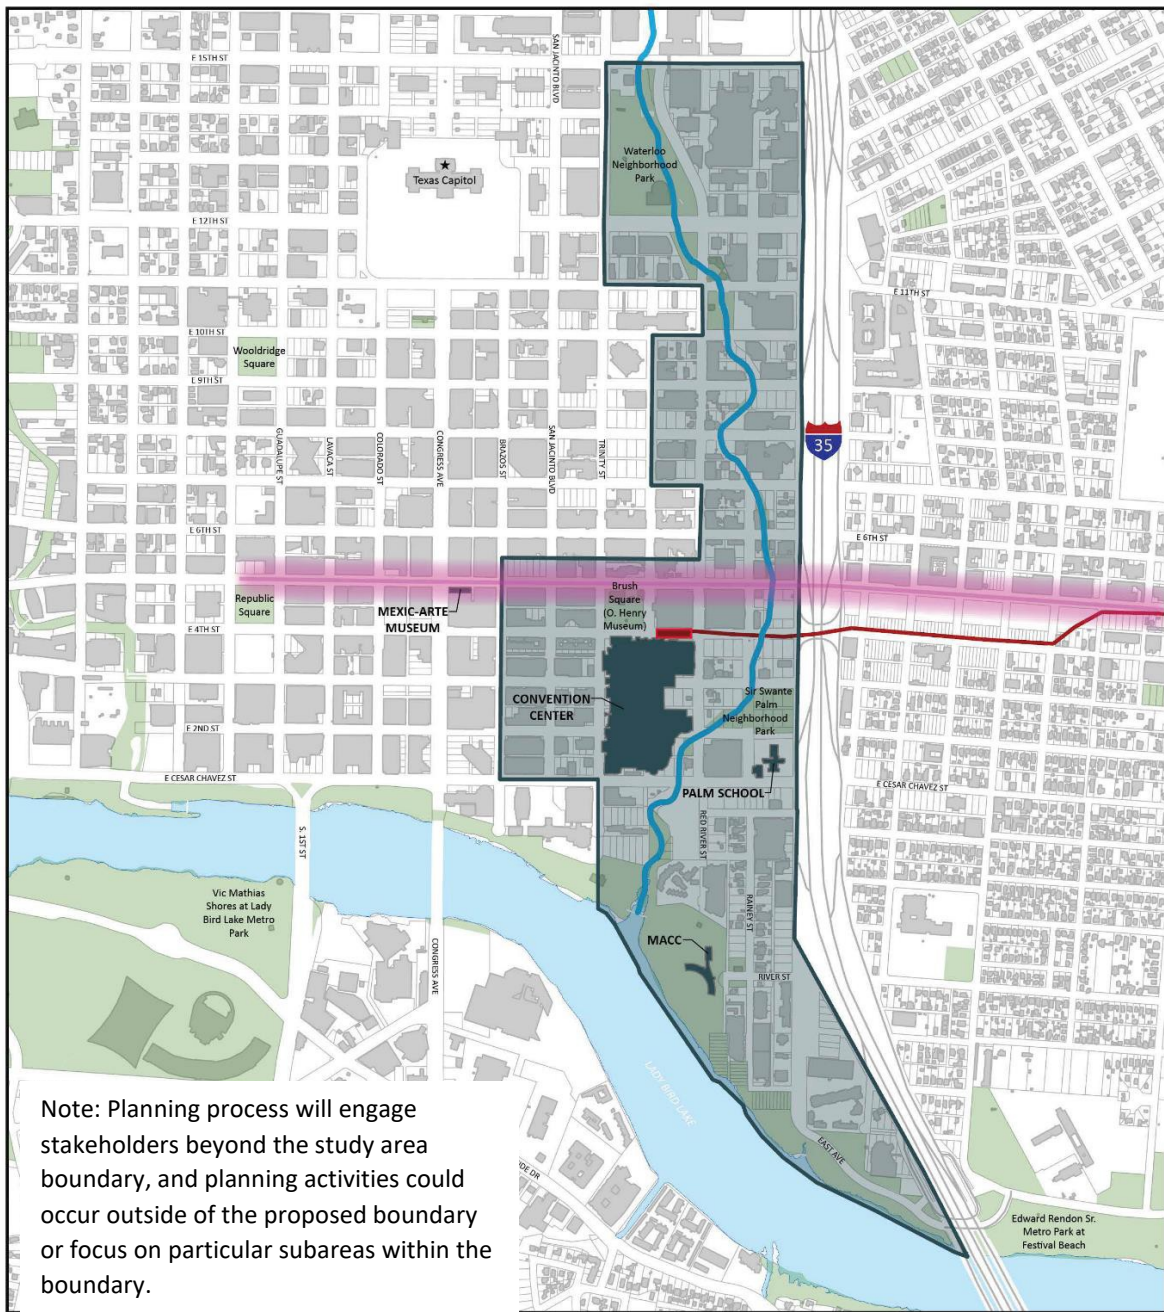 E 15TH ST
SAN JACINTO BLVD
Waterloo
Neighborhood
Park
Texas Capitol
E 12TH ST
E 11TH ST
E 10TH ST
Wooldridge
Square
E 9TH ST
GUADALUPE ST
LAVACA ST
COLORADO ST
CONGRESS AVE
BRAZOS ST
SAN JACINTO BLVD
TRINITY ST
35
E 6TH ST
E 6TH ST
Republic
Square
MEXIC-ARTE
MUSEUM
Brush
Square
(O. Henry
Museum)
E 4TH ST
CONVENTION
CENTER
Sir Swante
Palm
Neighborhood
Park
E 2ND ST
E CESAR CHAVEZ ST
PALM SCHOOL
E CESAR CHAVEZ ST
S. 1ST ST
RED RIVER ST
Vic Mathias
Shores at Lady
Bird Lake Metro
Park
RAINEY ST
CONGRESS AVE
MACC
RIVER ST
LADY BIRD LAKE
EAST AVE
DE DR
Edward Rendon Sr.
Metro Park at
Festival Beach
Note: Planning process will engage
stakeholders beyond the study area
boundary, and planning activities could
occur outside of the proposed boundary
or focus on particular subareas within the
boundary.